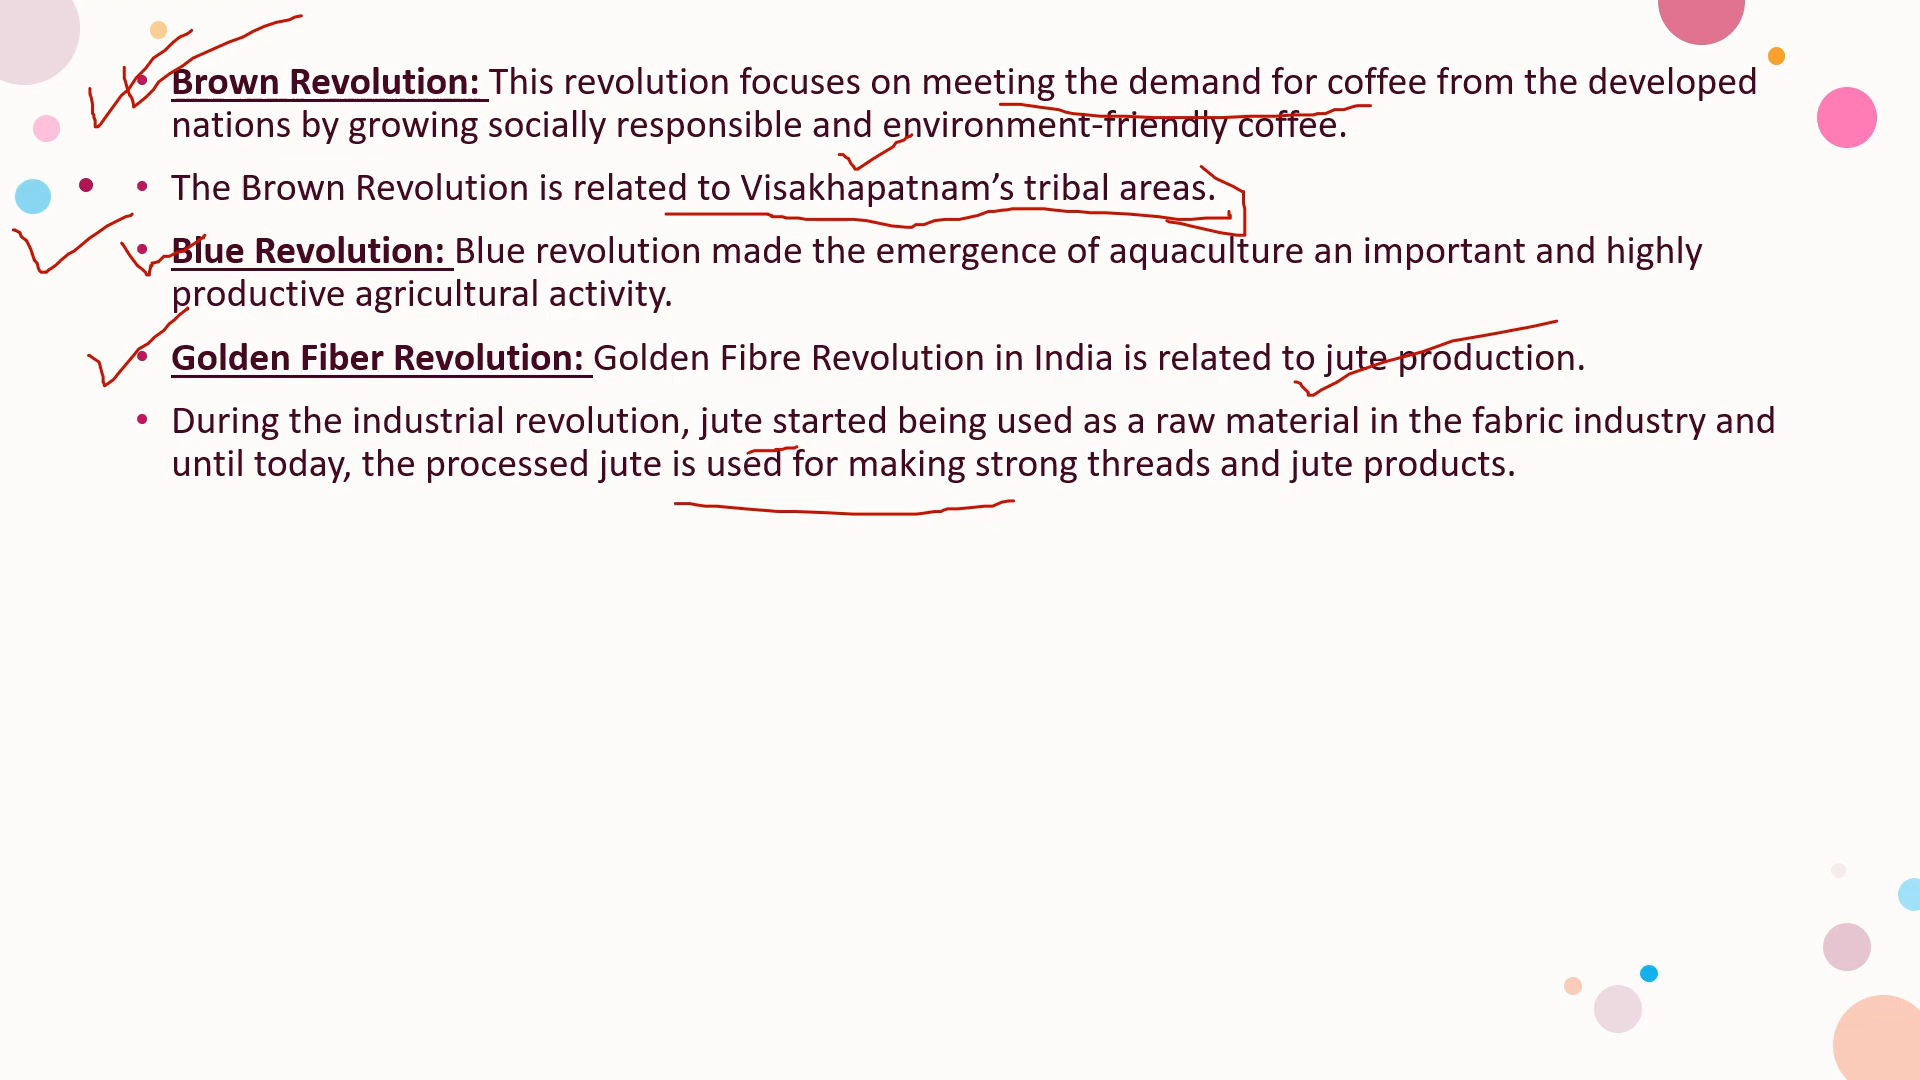 • Brown Revolution: This revolution focuses on meeting the demand for coffee from the developed
nations by growing socially responsible and environment-friendly coffee.
• The Brown Revolution is related to Visakhapatnam’s tribal areas.
• Blue Revolution: Blue revolution made the emergence of aquaculture an important and highly
productive agricultural activity.
• Golden Fiber Revolution: Golden Fibre Revolution in India is related to jute production.
• During the industrial revolution, jute started being used as a raw material in the fabric industry and
until today, the processed jute is used for making strong threads and jute products.